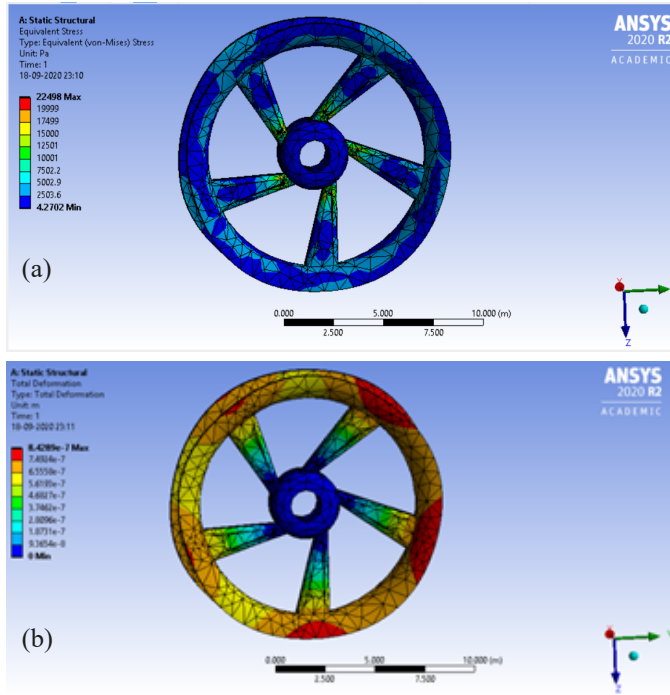 A: Static Structural
Equivalent Stress
Type: Equivalent (von-Mises) Stress
Unit: Pa
Time: 1
18-09-2020 23:10
22498 Max
19999
17499
15000
12501
10001
7502.2
5002.9
2503.6
4.2702 Min
ANSYS
2020 R2
ACADEMIC
(a)
0.000 5.000 10.000 (m)
2.500 7.500
X
Z
A: Static Structural
Total Deformation
Type: Total Deformation
Unit: m
Time: 1
18-09-2020 23:11
8.4289e-7 Max
7.4924e-7
6.5558e-7
5.6193e-7
4.6827e-7
3.7462e-7
2.8096e-7
1.8731e-7
9.3654e-8
0 Min
ANSYS
2020 R2
ACADEMIC
(b)
0.000 5.000 10.000 (m)
2.500 7.500
X
Z